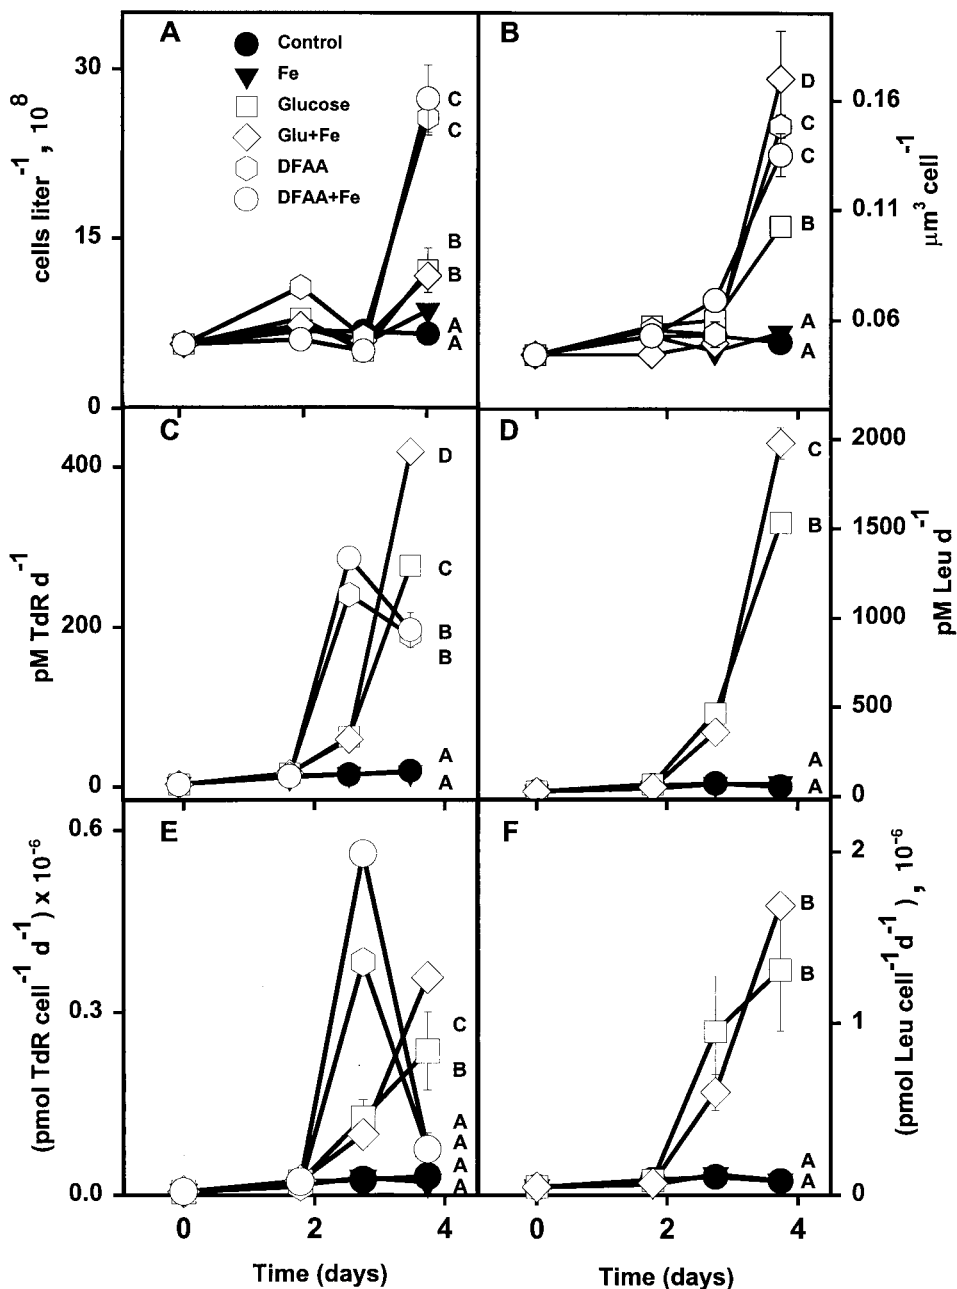 A
Control
Fe
Glucose
Glu+Fe
DFAA
DFAA+Fe
30
15
0
cells liter⁻¹, 10⁸
C
C
B
B
A
A
B
D
C
C
B
A
A
0.16
0.11
0.06
μm³ cell⁻¹
C
400
200
0
pM TdR d⁻¹
D
C
B
B
A
A
D
C
B
A
A
2000
1500
1000
500
0
pM Leu d⁻¹
E
0.6
0.3
0.0
(pmol TdR cell⁻¹ d⁻¹) x 10⁻⁶
C
B
A
A
A
A
F
B
B
A
A
2
1
0
(pmol Leu cell⁻¹d⁻¹), 10⁻⁶
0 2 4
Time (days)
0 2 4
Time (days)